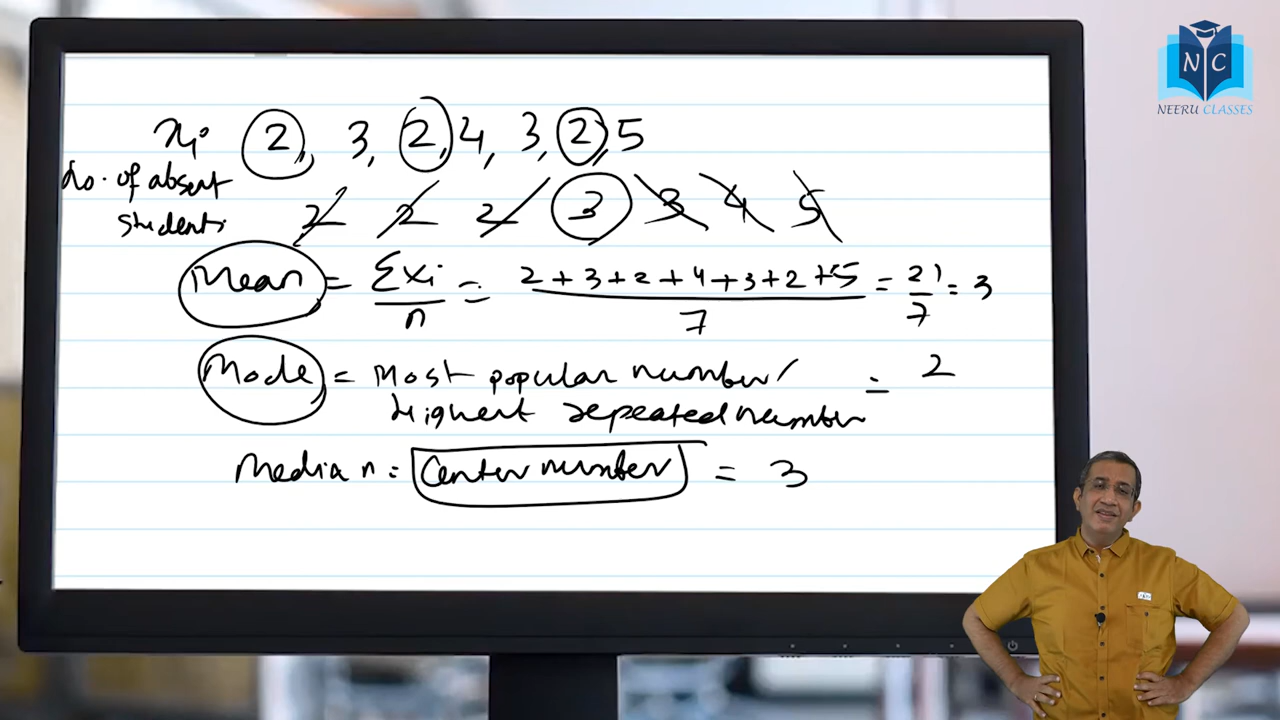 xi 2, 3, 2, 4, 3, 2, 5
No. of absent
students 2 2 2 3 3 4 5
Mean = Σxi/n = 2+3+2+4+3+2+5/7 = 21/7 = 3
Mode = Most popular number/ = 2
Highest repeated number
Median = Center number = 3
N C
NEERU CLASSES